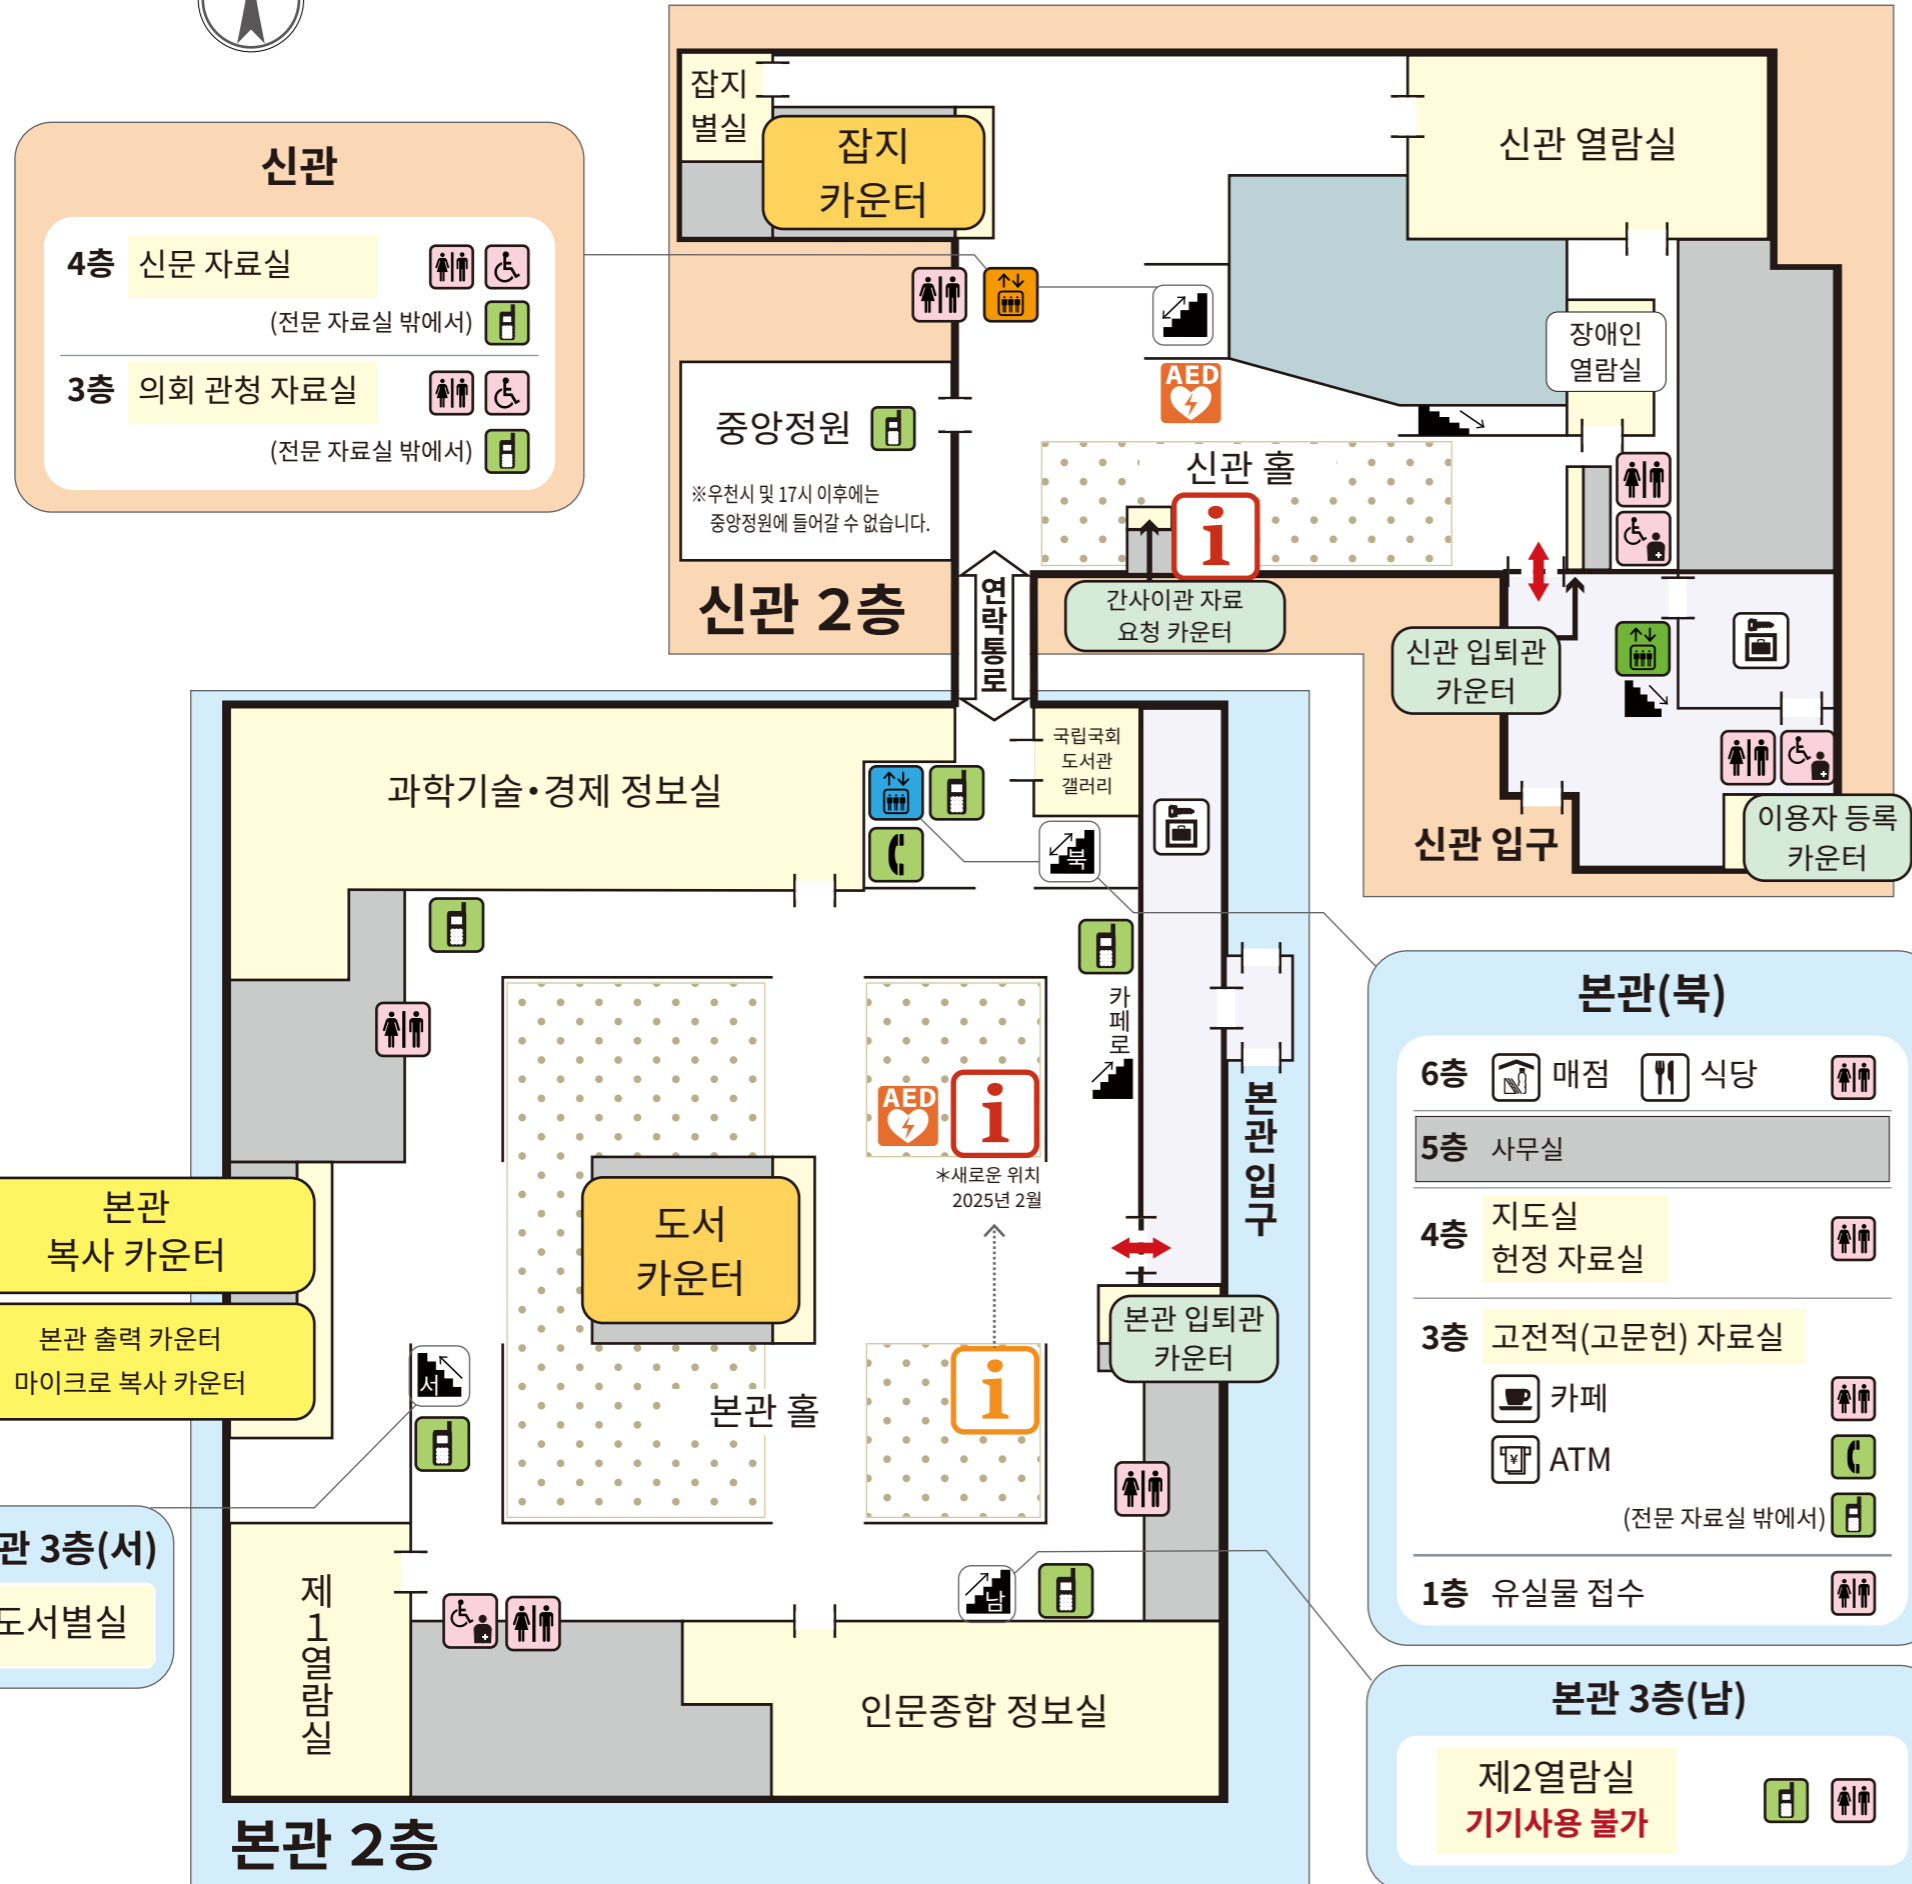 신관
4층 신문 자료실
(전문 자료실 밖에서)
3층 의회 관청 자료실
(전문 자료실 밖에서)
잡지
별실
잡지
카운터
신관 열람실
장애인
열람실
AED
중앙정원
※우천시 및 17시 이후에는
중앙정원에 들어갈 수 없습니다.
신관 홀
i
간사이관 자료
요청 카운터
신관 2층
연락통로
신관 입퇴관
카운터
신관 입구
이용자 등록
카운터
과학기술·경제 정보실
국립국회
도서관
갤러리
북
카페로
본관 입구
AED
i
*새로운 위치
2025년 2월
도서
카운터
본관
복사 카운터
본관 출력 카운터
마이크로 복사 카운터
서
본관 홀
i
본관 입퇴관
카운터
관 3층(서)
도서별실
제1열람실
남
인문종합 정보실
본관 2층
본관(북)
6층 매점 식당
5층 사무실
4층 지도실
헌정 자료실
3층 고전적(고문헌) 자료실
카페
ATM
(전문 자료실 밖에서)
1층 유실물 접수
본관 3층(남)
제2열람실
기기사용 불가